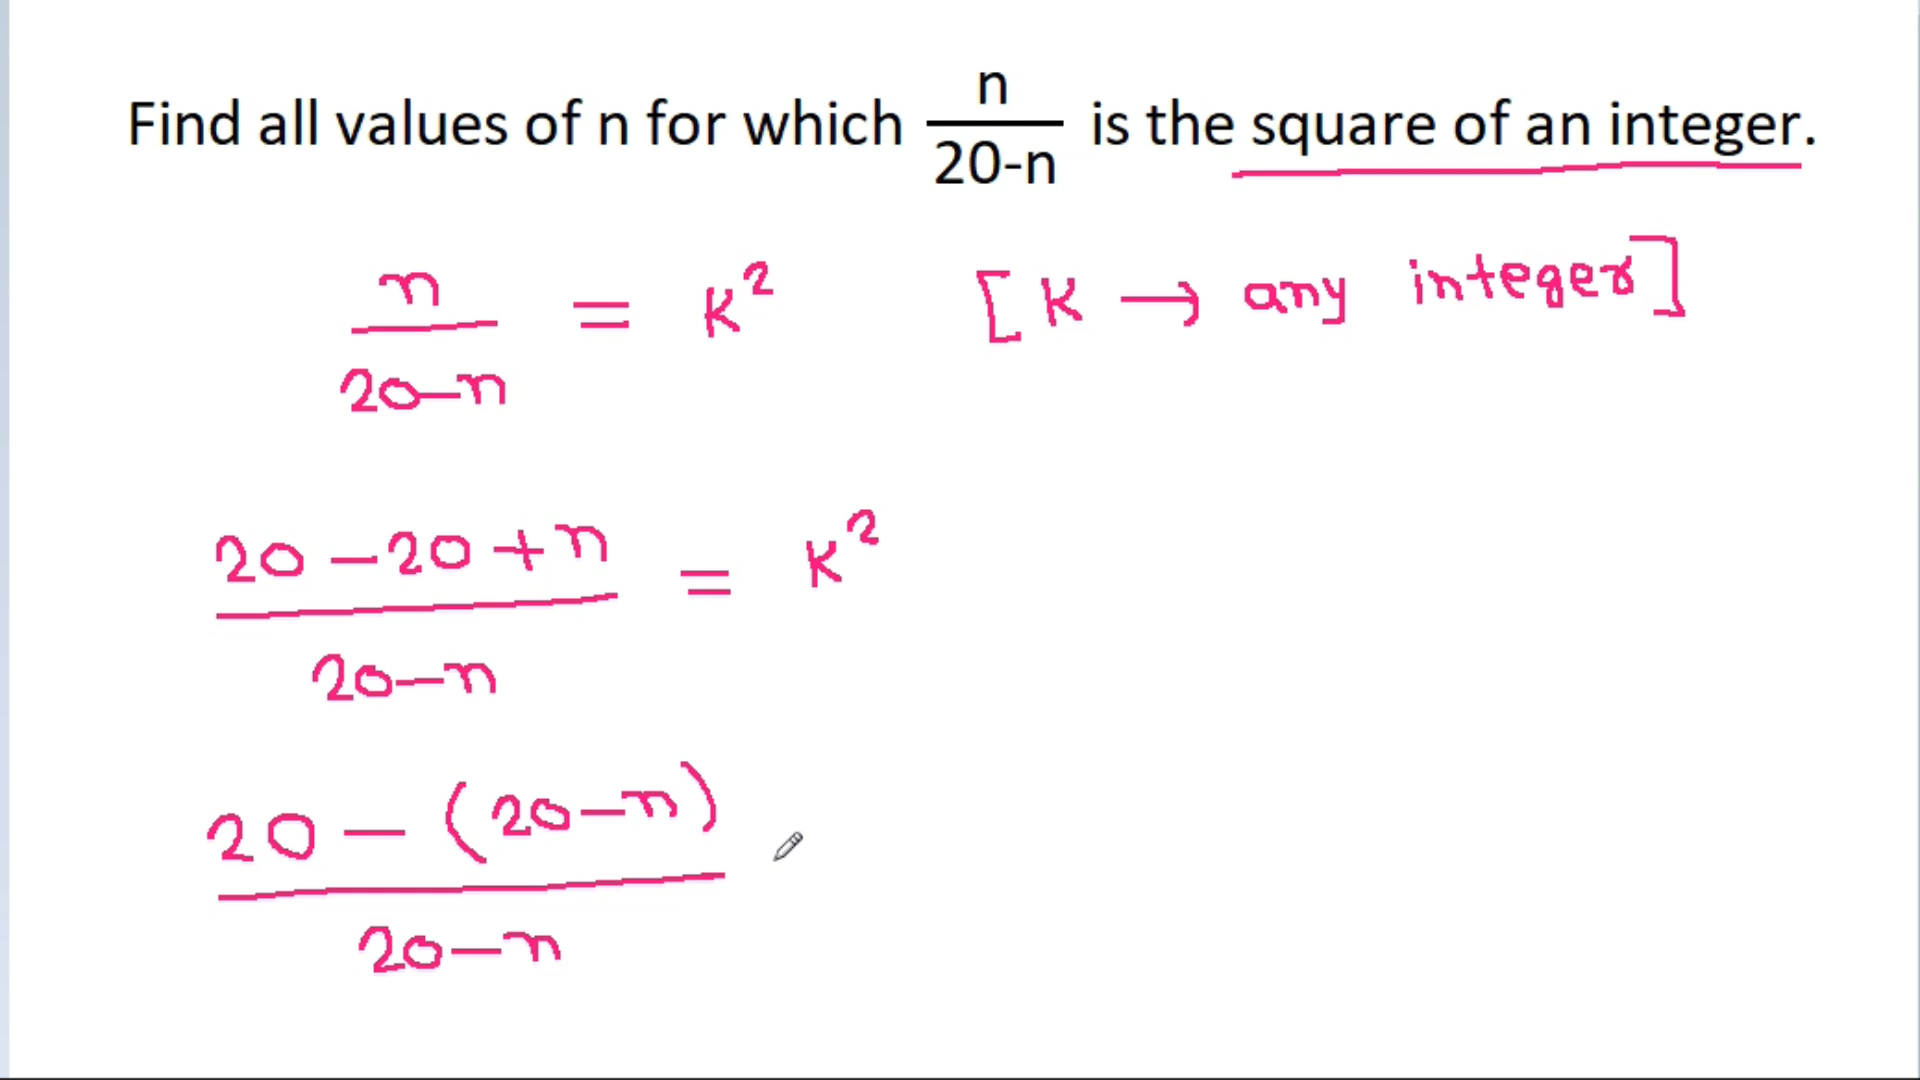 Find all values of n for which n/20-n is the square of an integer.
n/20-n = K² [K → any integer]
20-20+n/20-n = K²
20-(20-n)/20-n